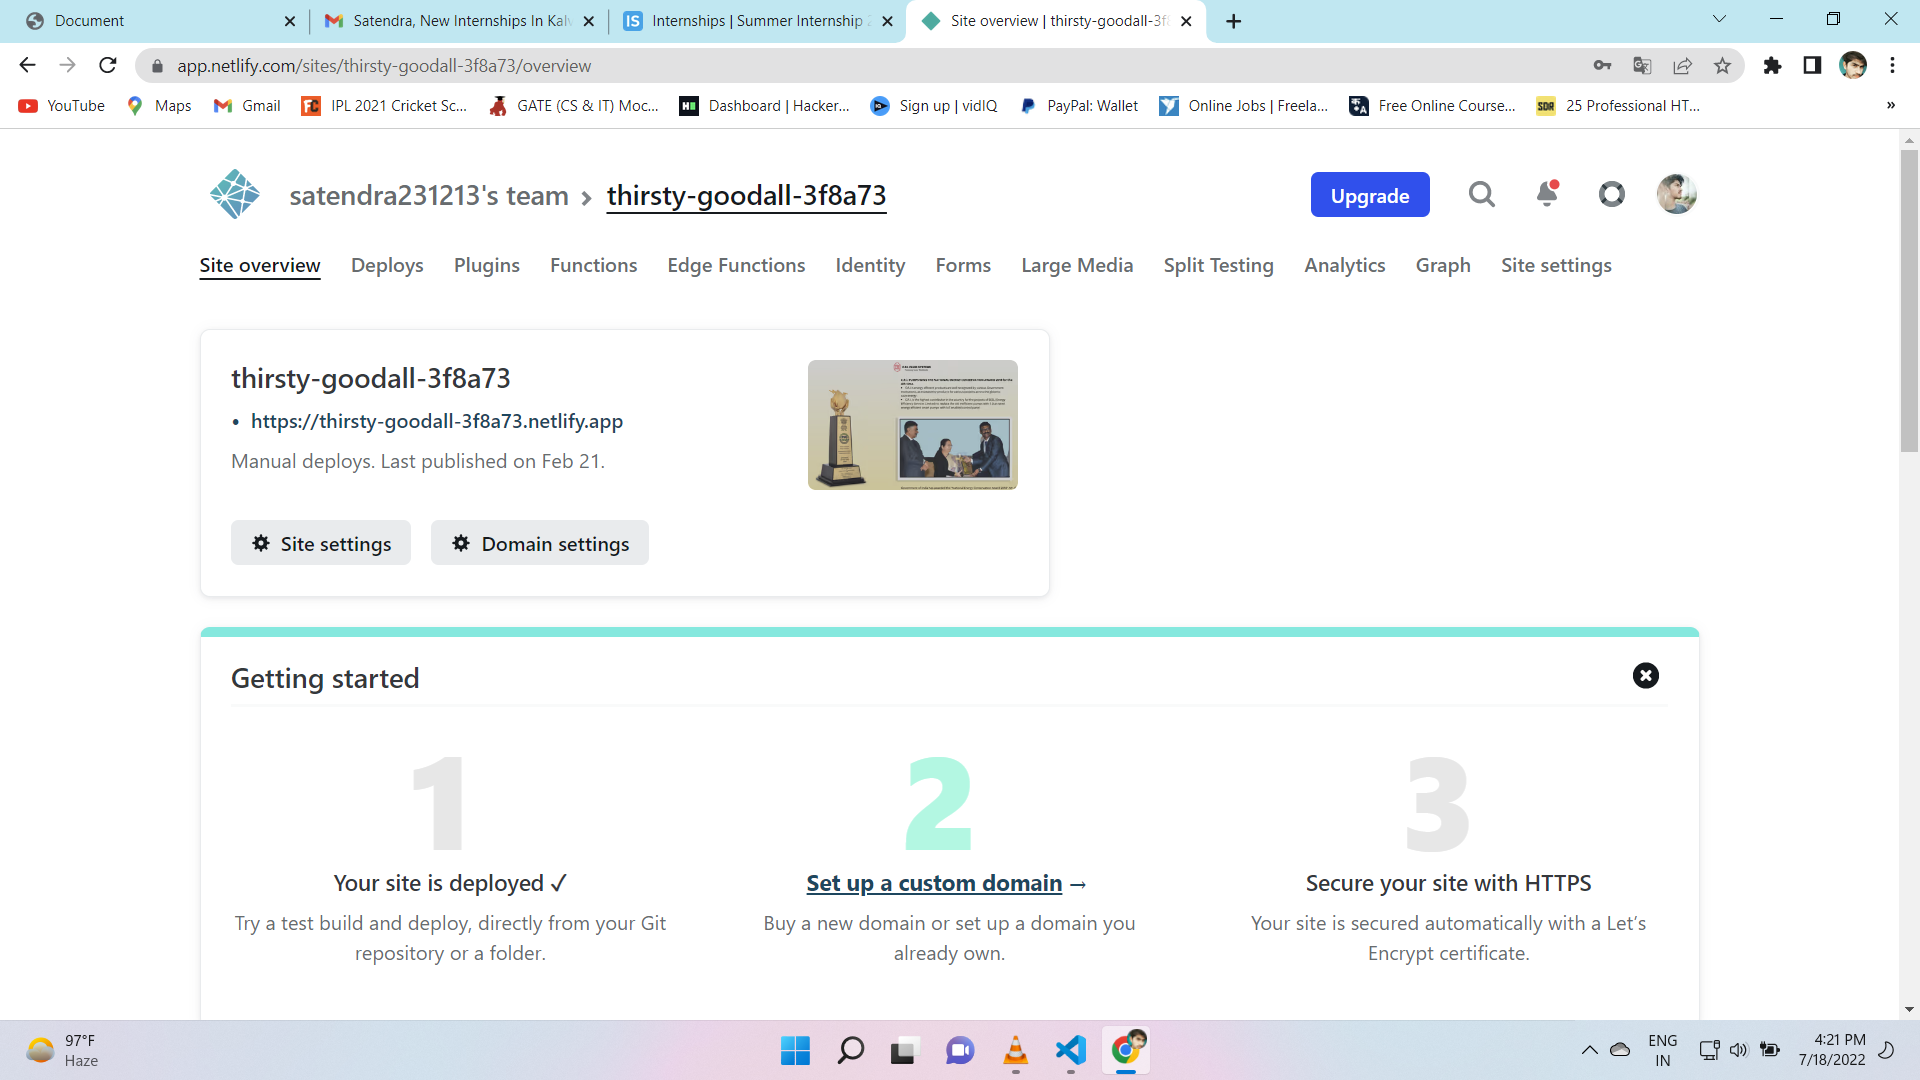 Document
Satendra, New Internships In Kalv
IS Internships | Summer Internship 2
Site overview | thirsty-goodall-3f8
app.netlify.com/sites/thirsty-goodall-3f8a73/overview
YouTube Maps Gmail IPL 2021 Cricket Sc... GATE (CS & IT) Moc... Dashboard | Hacker... Sign up | vidIQ PayPal: Wallet Online Jobs | Freela... Free Online Course... SDR 25 Professional HT... »
satendra231213's team > thirsty-goodall-3f8a73
Upgrade
Site overview Deploys Plugins Functions Edge Functions Identity Forms Large Media Split Testing Analytics Graph Site settings
thirsty-goodall-3f8a73
• https://thirsty-goodall-3f8a73.netlify.app
Manual deploys. Last published on Feb 21.
Site settings Domain settings
Getting started
1
Your site is deployed ✓
Try a test build and deploy, directly from your Git
repository or a folder.
2
Set up a custom domain →
Buy a new domain or set up a domain you
already own.
3
Secure your site with HTTPS
Your site is secured automatically with a Let’s
Encrypt certificate.
97°F
Haze
ENG
IN
4:21 PM
7/18/2022